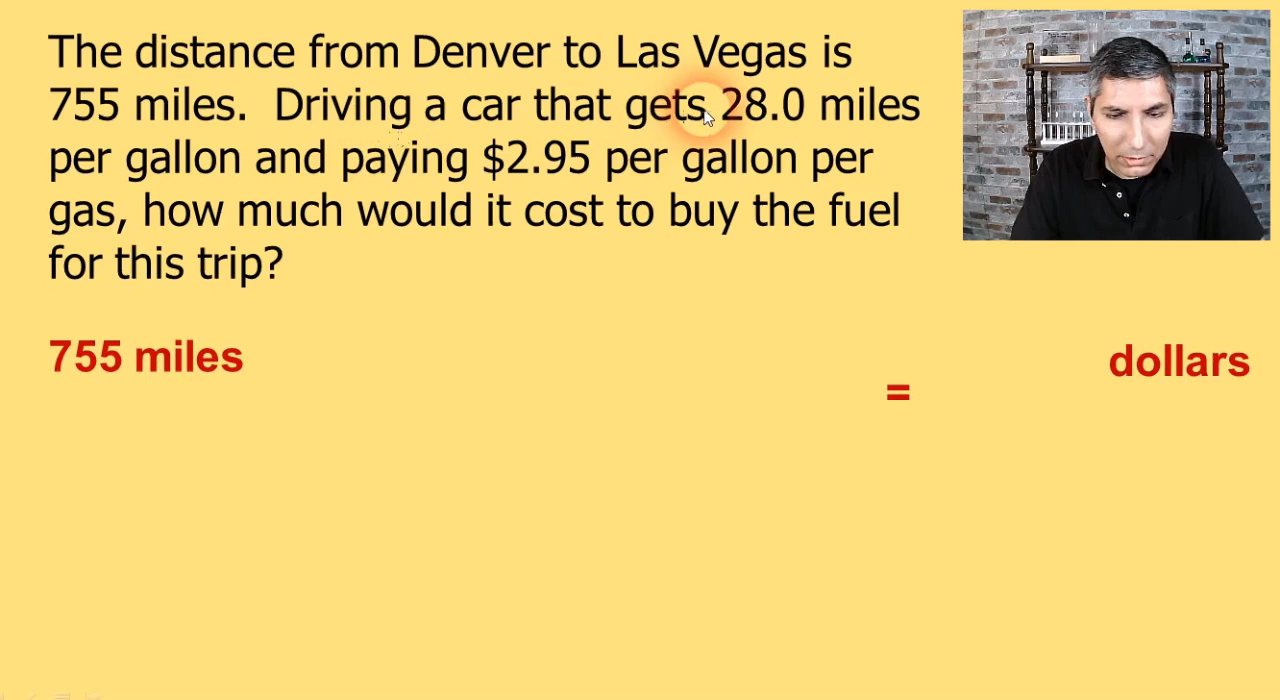 The distance from Denver to Las Vegas is
755 miles.  Driving a car that gets 28.0 miles
per gallon and paying $2.95 per gallon per
gas, how much would it cost to buy the fuel
for this trip?
755 miles
dollars
=